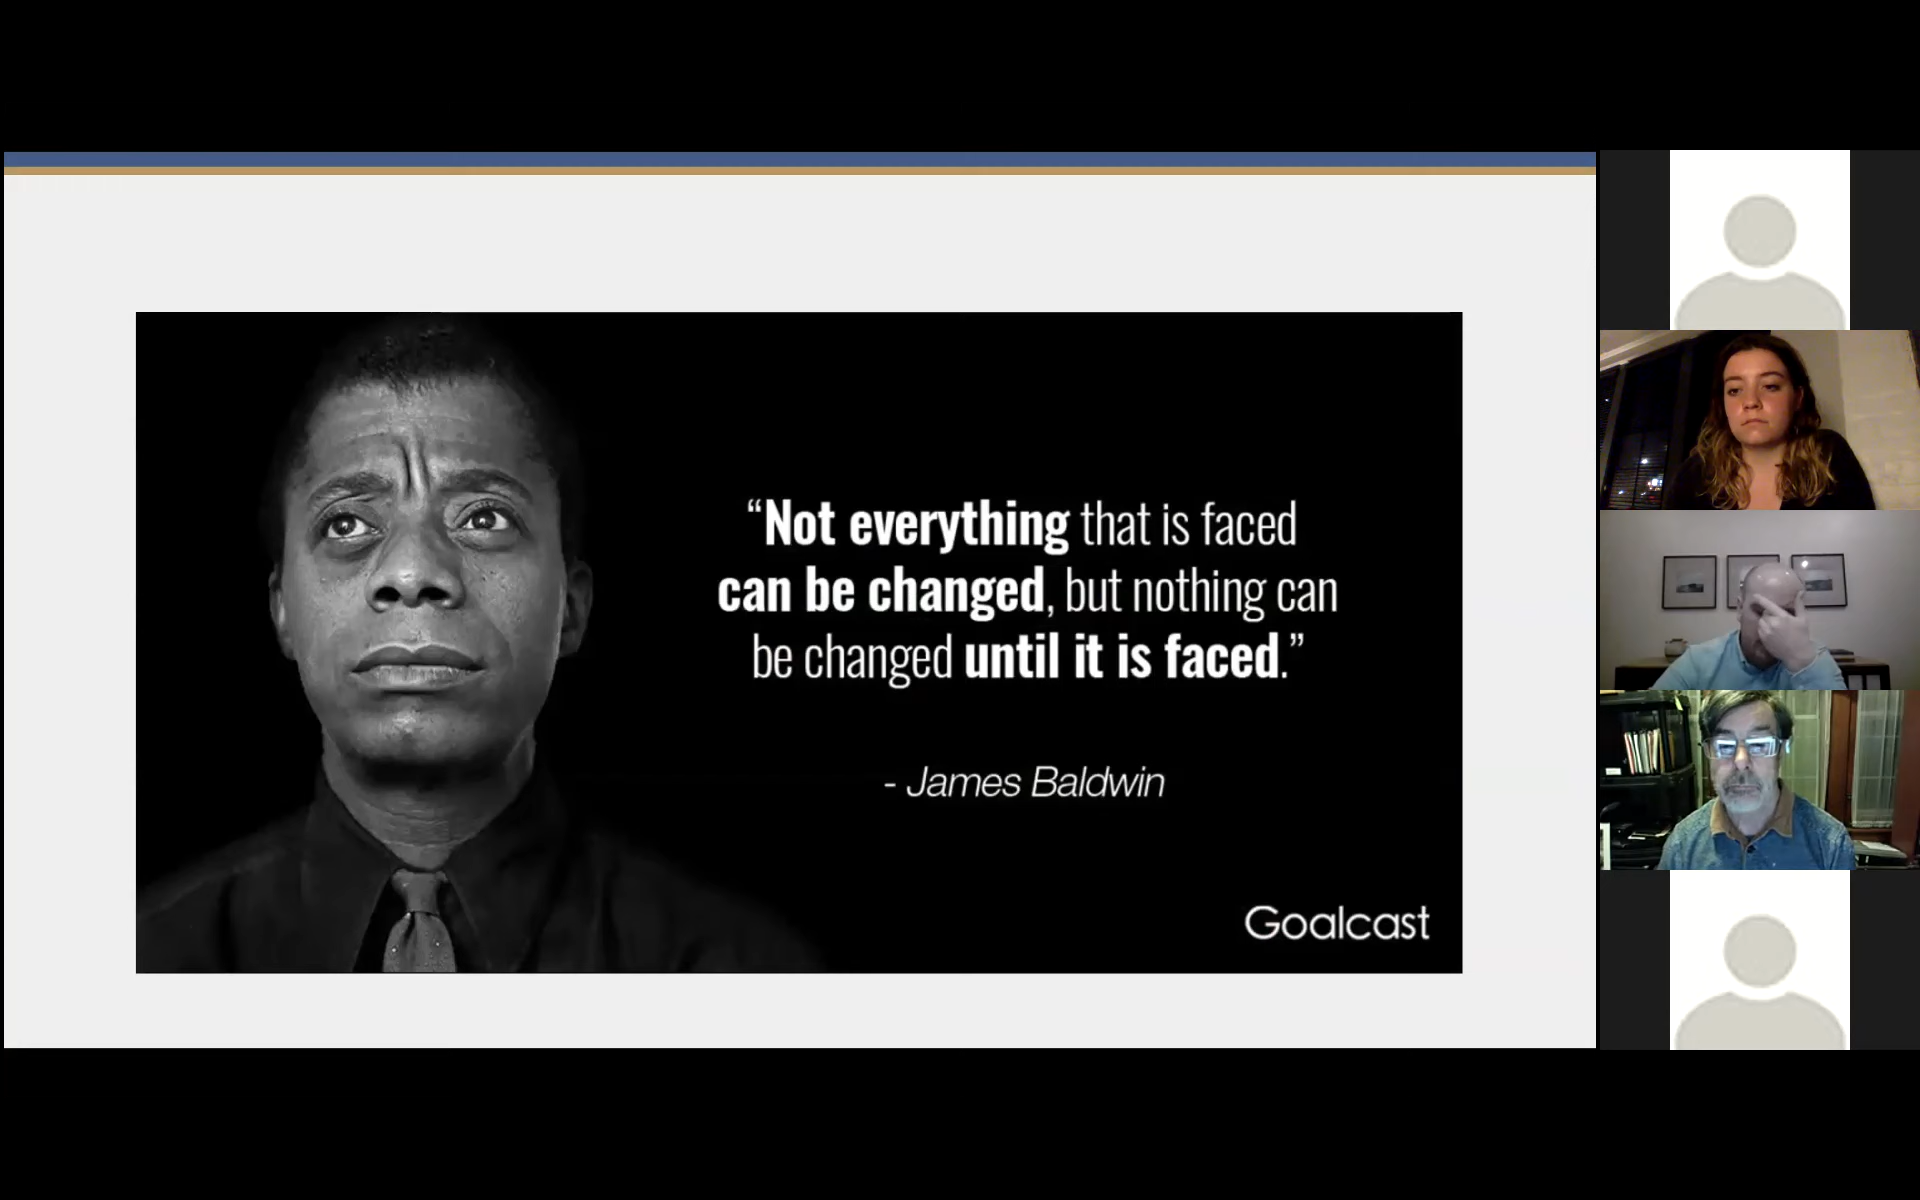 “Not everything that is faced
can be changed, but nothing can
be changed until it is faced.”
- James Baldwin
Goalcast